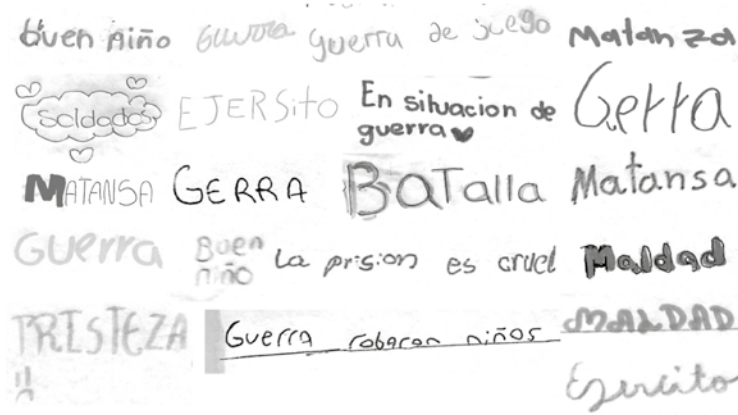 buen niño Guerra guerra de juego Matanza
Soldados EJERSito En situacion de guerra Gerra
MATANSA GERRA BaTalla Matansa
Guerra Buen niño La prision es cruel Maldad
TRISTEZA Guerra robaron niños MALDAD
Ejercito